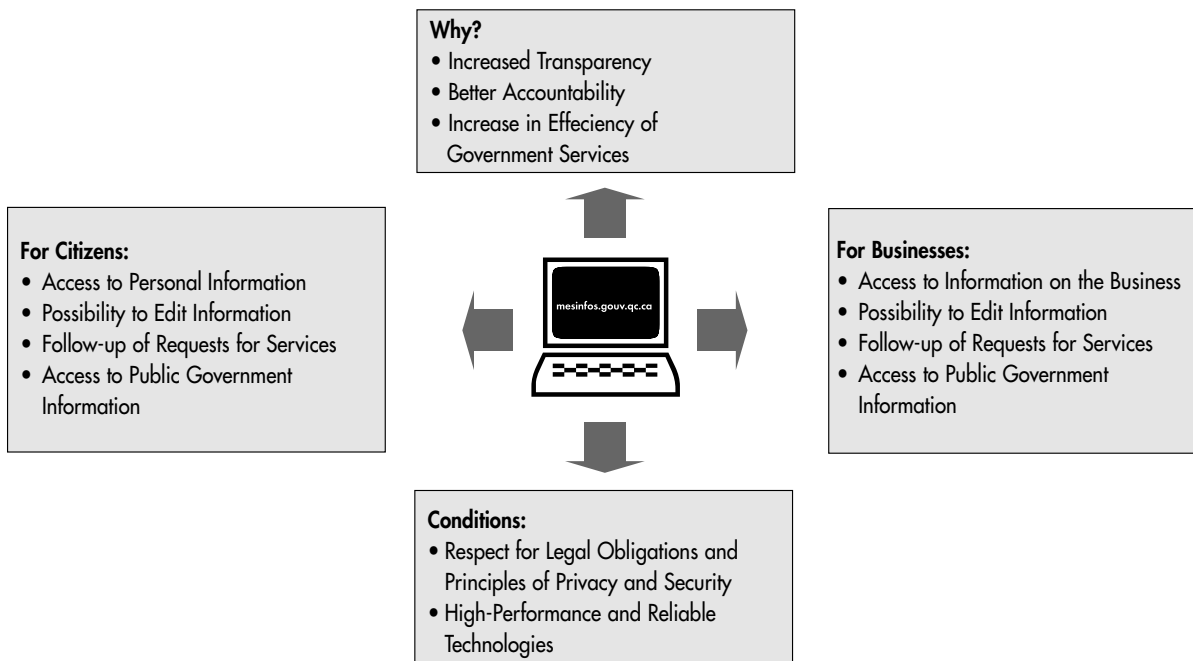 Why?
• Increased Transparency
• Better Accountability
• Increase in Effeciency of
Government Services
For Citizens:
• Access to Personal Information
• Possibility to Edit Information
• Follow-up of Requests for Services
• Access to Public Government
Information
mesinfos.gouv.qc.ca
For Businesses:
• Access to Information on the Business
• Possibility to Edit Information
• Follow-up of Requests for Services
• Access to Public Government
Information
Conditions:
• Respect for Legal Obligations and
Principles of Privacy and Security
• High-Performance and Reliable
Technologies